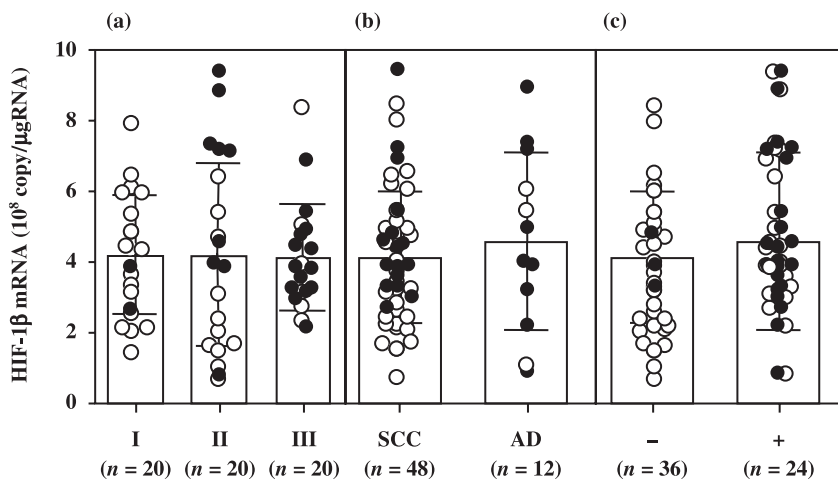 (a) (b) (c)
HIF-1β mRNA (10⁸ copy/μgRNA)
10
8
6
4
2
0
I II III SCC AD − +
(n = 20) (n = 20) (n = 20) (n = 48) (n = 12) (n = 36) (n = 24)